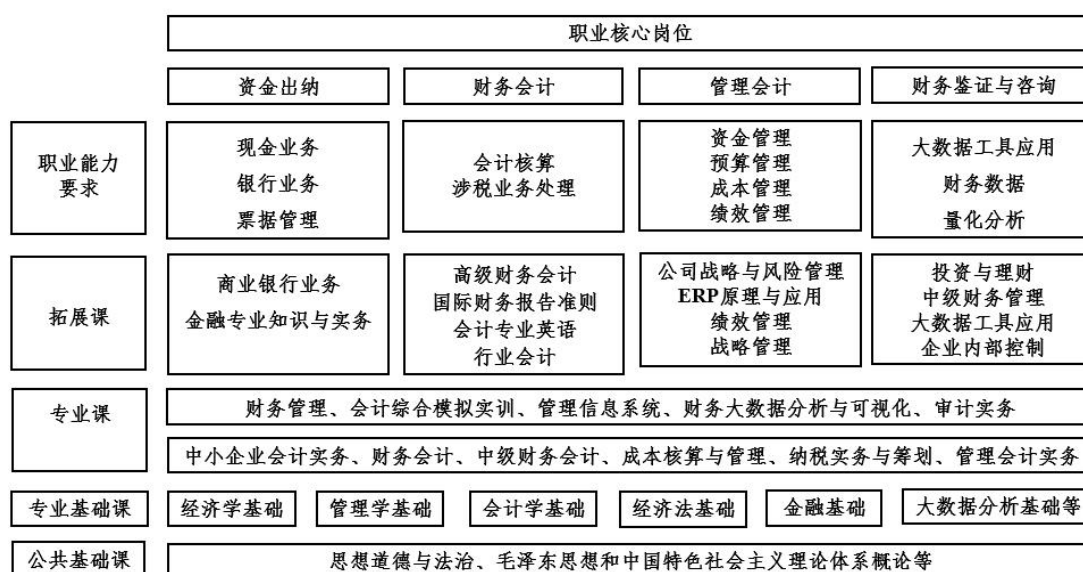 职业核心岗位
资金出纳
财务会计
管理会计
财务鉴证与咨询
职业能力
要求
现金业务
银行业务
票据管理
会计核算
涉税业务处理
资金管理
预算管理
成本管理
绩效管理
大数据工具应用
财务数据
量化分析
拓展课
商业银行业务
金融专业知识与实务
高级财务会计
国际财务报告准则
会计专业英语
行业会计
公司战略与风险管理
ERP原理与应用
绩效管理
战略管理
投资与理财
中级财务管理
大数据工具应用
企业内部控制
专业课
财务管理、会计综合模拟实训、管理信息系统、财务大数据分析与可视化、审计实务
中小企业会计实务、财务会计、中级财务会计、成本核算与管理、纳税实务与筹划、管理会计实务
专业基础课
经济学基础
管理学基础
会计学基础
经济法基础
金融基础
大数据分析基础等
公共基础课
思想道德与法治、毛泽东思想和中国特色社会主义理论体系概论等